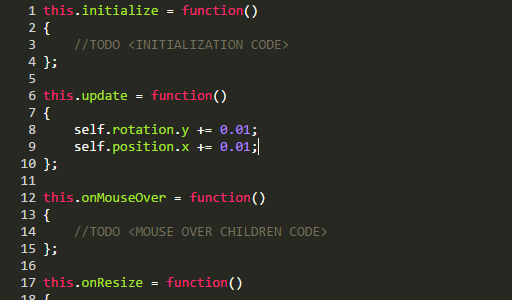 1 this.initialize = function()
2 {
3     //TODO <INITIALIZATION CODE>
4 };
5
6 this.update = function()
7 {
8     self.rotation.y += 0.01;
9     self.position.x += 0.01;
10 };
11
12 this.onMouseOver = function()
13 {
14     //TODO <MOUSE OVER CHILDREN CODE>
15 };
16
17 this.onResize = function()
18 {